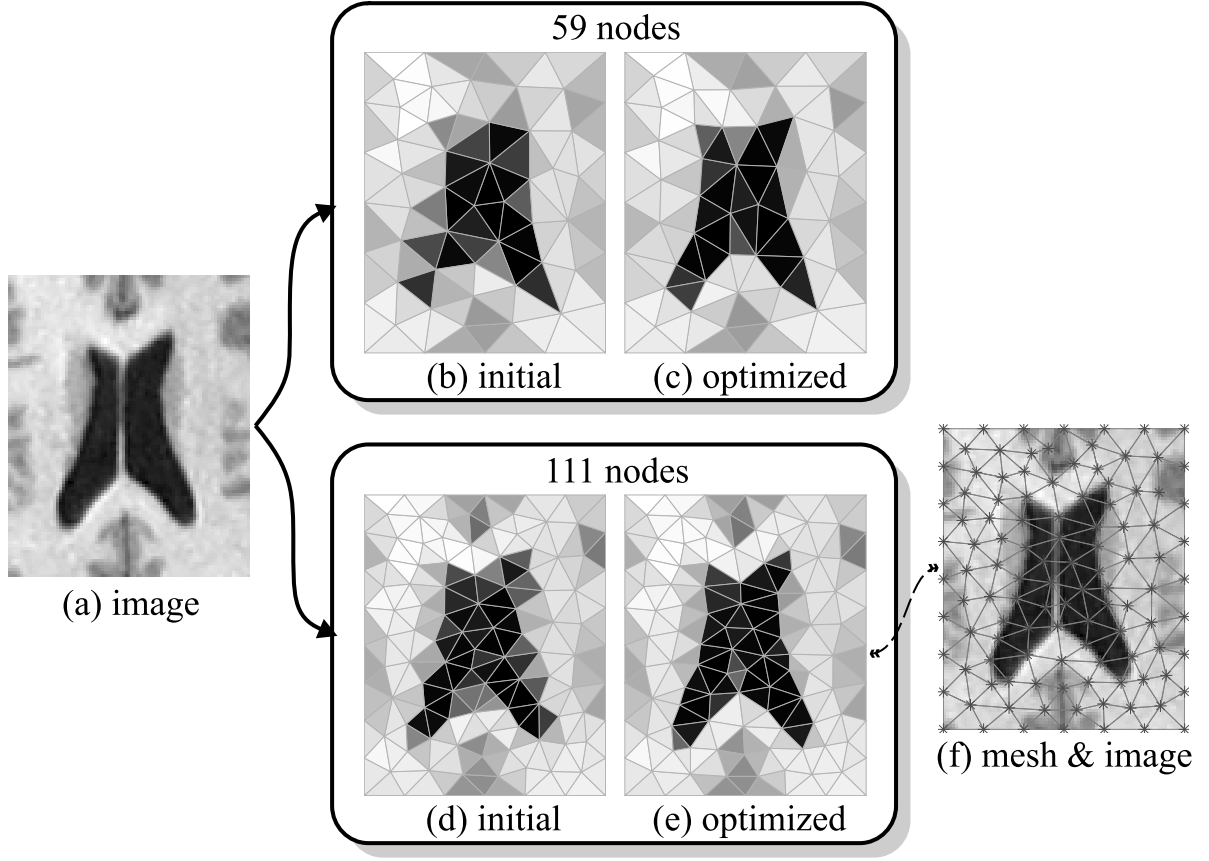 59 nodes
(b) initial
(c) optimized
(a) image
111 nodes
(d) initial
(e) optimized
(f) mesh & image